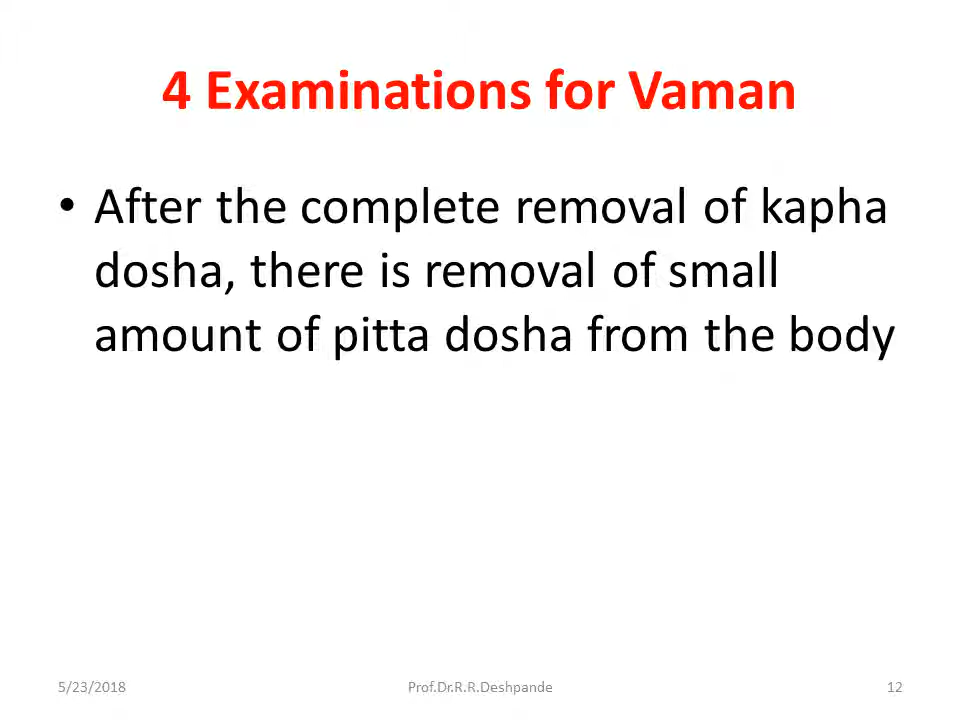 4 Examinations for Vaman
• After the complete removal of kapha
dosha, there is removal of small
amount of pitta dosha from the body
5/23/2018 Prof.Dr.R.R.Deshpande 12